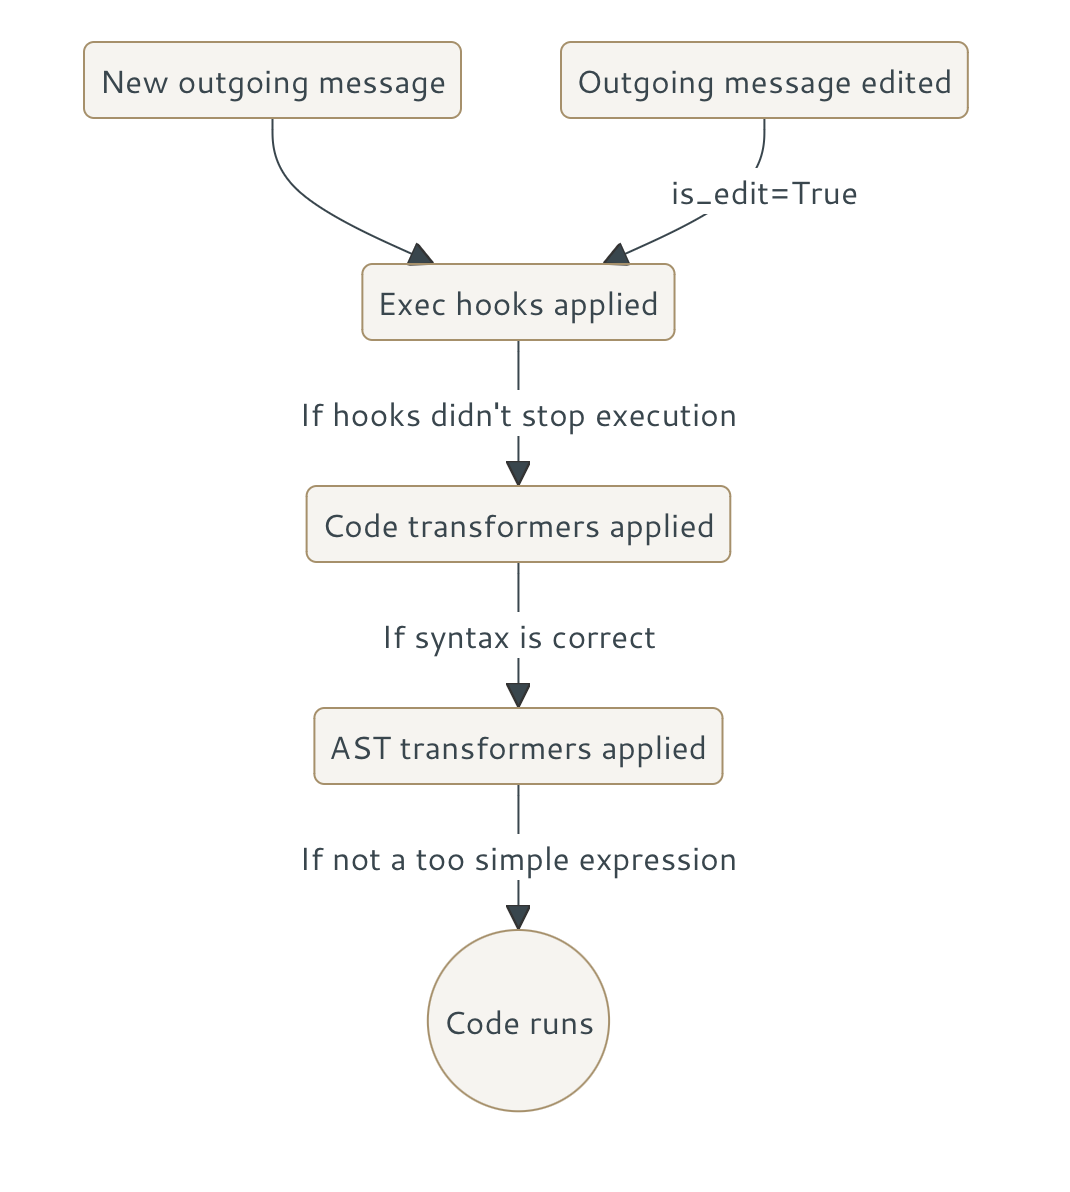 New outgoing message
Outgoing message edited
is_edit=True
Exec hooks applied
If hooks didn't stop execution
Code transformers applied
If syntax is correct
AST transformers applied
If not a too simple expression
Code runs